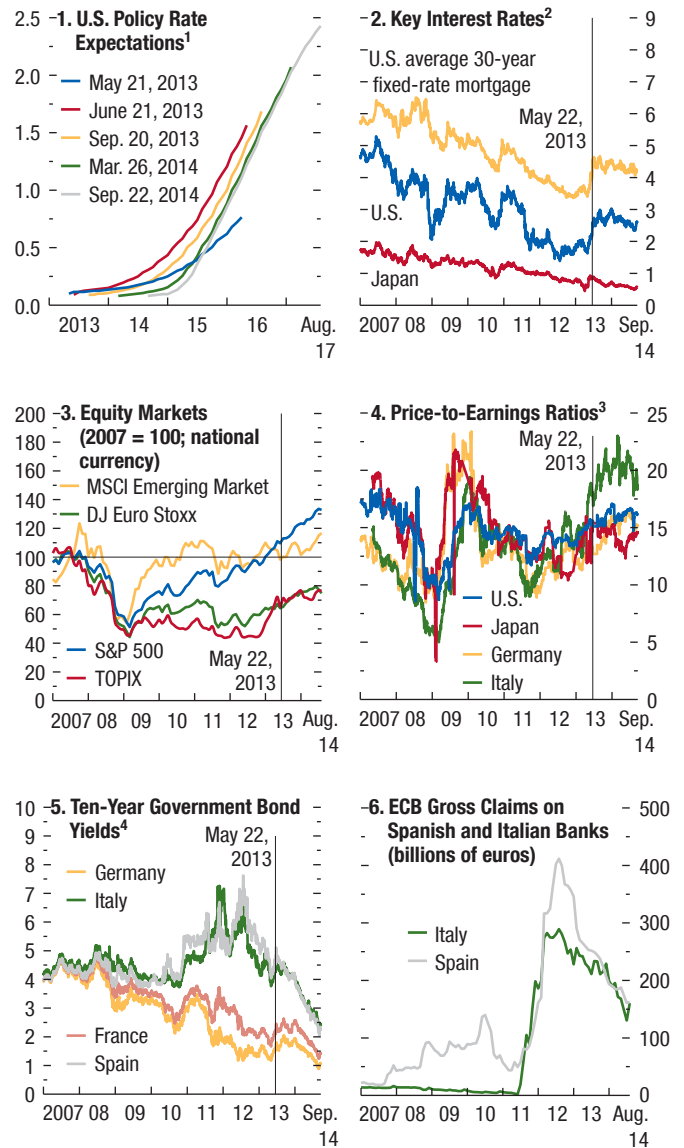 1. U.S. Policy Rate
Expectations1
2.5
2.0
1.5
1.0
0.5
0.0
May 21, 2013
June 21, 2013
Sep. 20, 2013
Mar. 26, 2014
Sep. 22, 2014
2013 14 15 16 Aug.
17
2. Key Interest Rates2
U.S. average 30-year
fixed-rate mortgage
May 22,
2013
U.S.
Japan
9
8
7
6
5
4
3
2
1
0
2007 08 09 10 11 12 13 Sep.
14
3. Equity Markets
(2007 = 100; national
currency)
200
180
160
140
120
100
80
60
40
20
0
MSCI Emerging Market
DJ Euro Stoxx
S&P 500
TOPIX
May 22,
2013
2007 08 09 10 11 12 13 Aug.
14
4. Price-to-Earnings Ratios3
May 22,
2013
25
20
15
10
5
0
U.S.
Japan
Germany
Italy
2007 08 09 10 11 12 13 Sep.
14
5. Ten-Year Government Bond
Yields4
May 22,
2013
10
9
8
7
6
5
4
3
2
1
0
Germany
Italy
France
Spain
2007 08 09 10 11 12 13 Sep.
14
6. ECB Gross Claims on
Spanish and Italian Banks
(billions of euros)
500
400
300
200
100
0
Italy
Spain
2007 08 09 10 11 12 13 Aug.
14